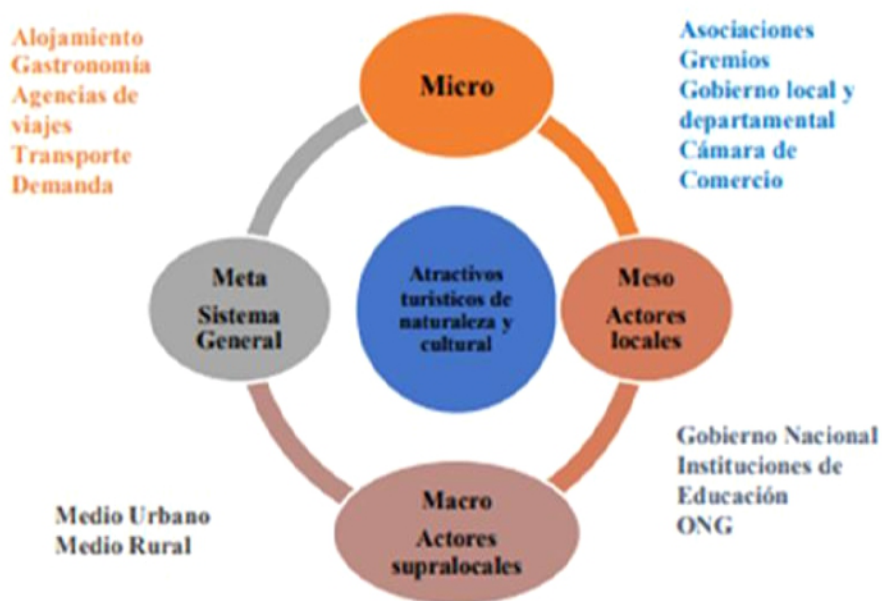 Alojamiento
Gastronomía
Agencias de
viajes
Transporte
Demanda
Micro
Asociaciones
Gremios
Gobierno local y
departamental
Cámara de
Comercio
Meta
Sistema
General
Atractivos
turisticos de
naturaleza y
cultural
Meso
Actores
locales
Medio Urbano
Medio Rural
Macro
Actores
supralocales
Gobierno Nacional
Instituciones de
Educación
ONG